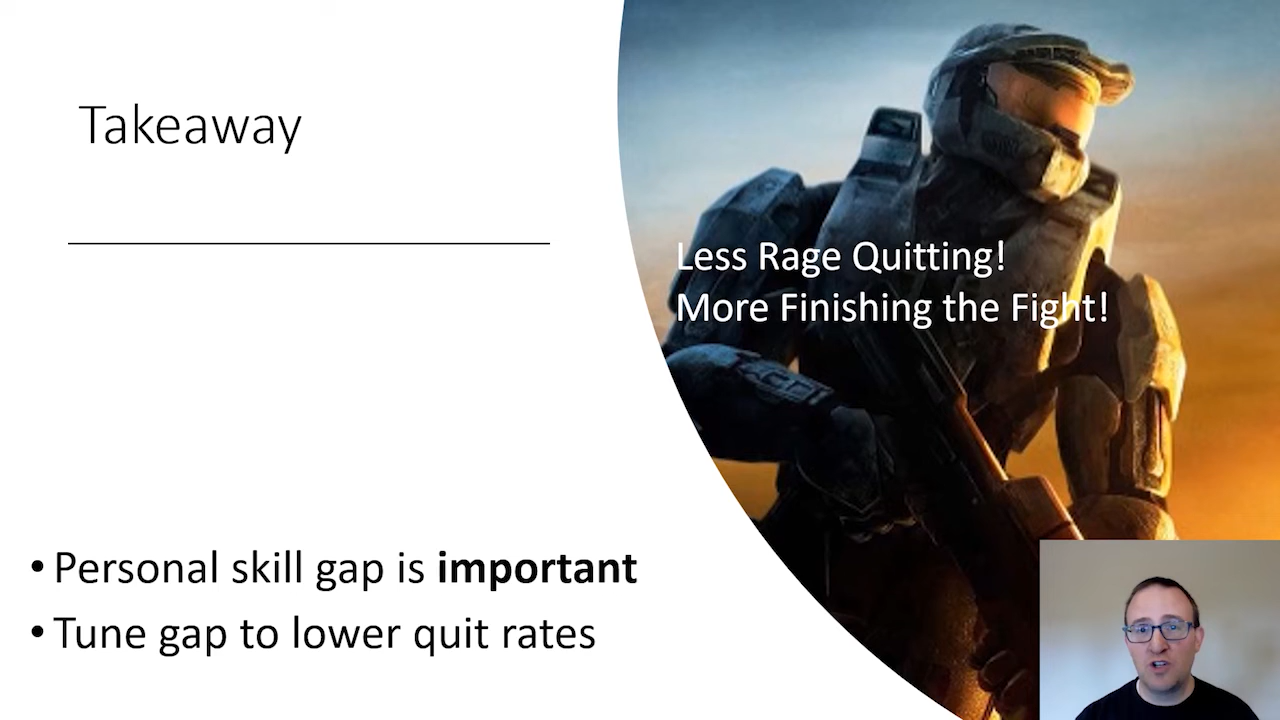 Takeaway
Less Rage Quitting!
More Finishing the Fight!
• Personal skill gap is important
• Tune gap to lower quit rates